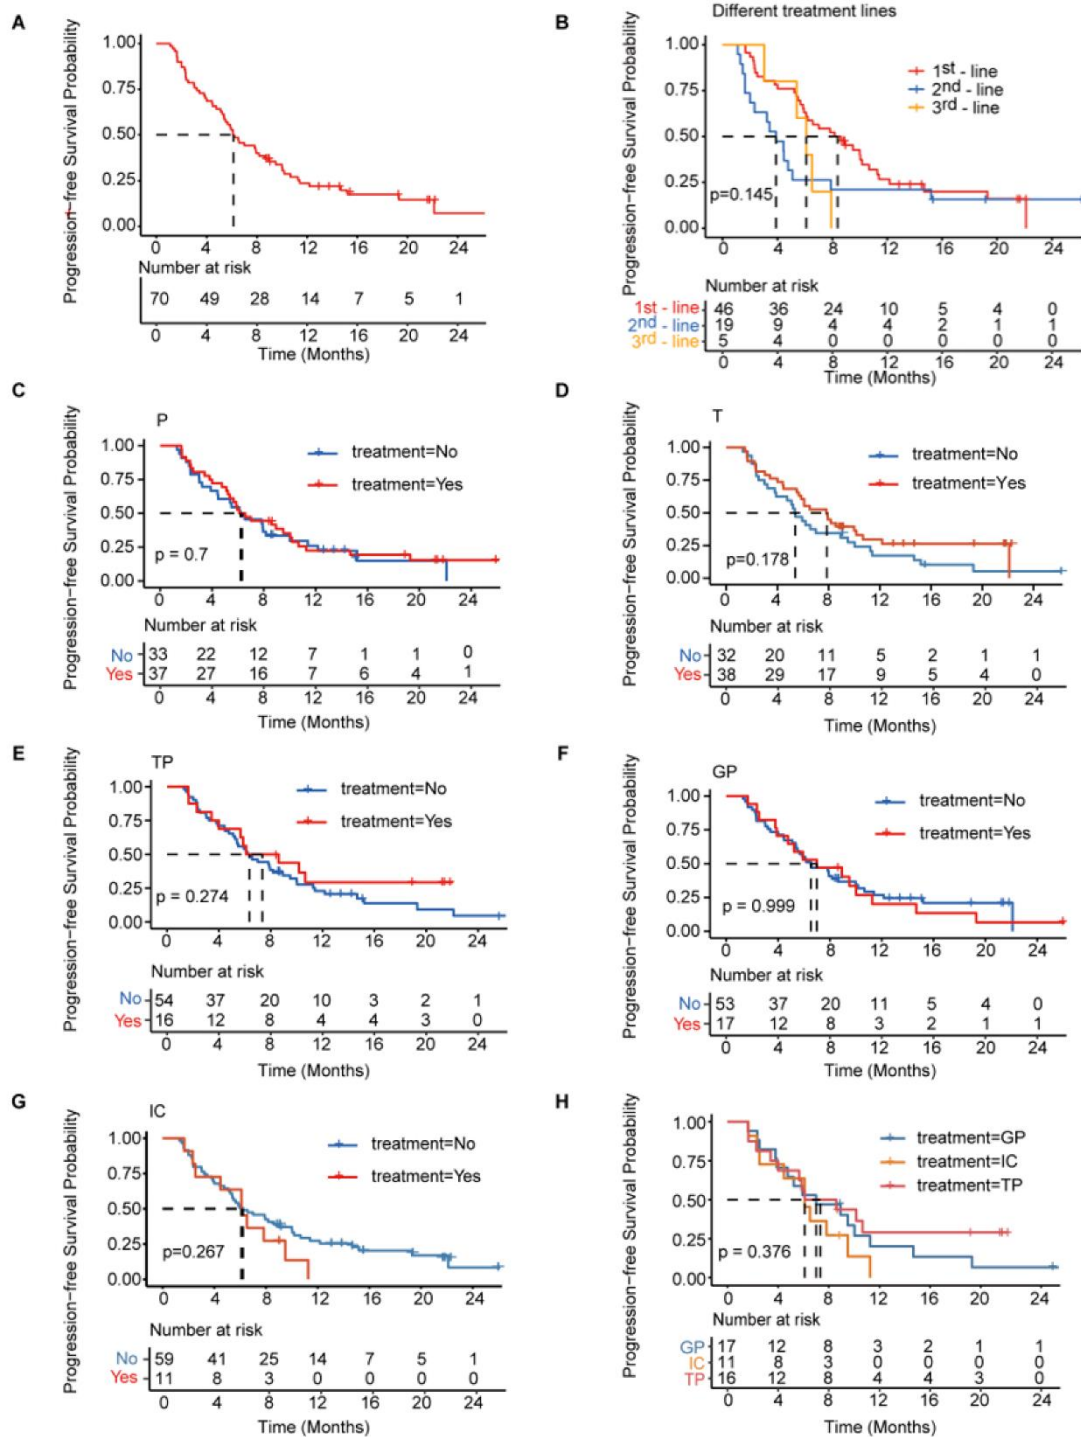 A
Progression-free Survival Probability
1.00
0.75
0.50
0.25
0.00
0 4 8 12 16 20 24
Number at risk
70 49 28 14 7 5 1
0 4 8 12 16 20 24
Time (Months)
B
Different treatment lines
Progression-free Survival Probability
1.00
0.75
0.50
0.25
0.00
1st - line
2nd - line
3rd - line
p=0.145
0 4 8 12 16 20 24
Number at risk
1st - line 46 36 24 10 5 4 0
2nd - line 19 9 4 4 2 1 1
3rd - line 5 4 0 0 0 0 0
0 4 8 12 16 20 24
Time (Months)
C
P
Progression-free Survival Probability
1.00
0.75
0.50
0.25
0.00
treatment=No
treatment=Yes
p = 0.7
0 4 8 12 16 20 24
Number at risk
No 33 22 12 7 1 1 0
Yes 37 27 16 7 6 4 1
0 4 8 12 16 20 24
Time (Months)
D
T
Progression-free Survival Probability
1.00
0.75
0.50
0.25
0.00
treatment=No
treatment=Yes
p=0.178
0 4 8 12 16 20 24
Number at risk
No 32 20 11 5 2 1 1
Yes 38 29 17 9 5 4 0
0 4 8 12 16 20 24
Time (Months)
E
TP
Progression-free Survival Probability
1.00
0.75
0.50
0.25
0.00
treatment=No
treatment=Yes
p = 0.274
0 4 8 12 16 20 24
Number at risk
No 54 37 20 10 3 2 1
Yes 16 12 8 4 4 3 0
0 4 8 12 16 20 24
Time (Months)
F
GP
Progression-free Survival Probability
1.00
0.75
0.50
0.25
0.00
treatment=No
treatment=Yes
p = 0.999
0 4 8 12 16 20 24
Number at risk
No 53 37 20 11 5 4 0
Yes 17 12 8 3 2 1 1
0 4 8 12 16 20 24
Time (Months)
G
IC
Progression-free Survival Probability
1.00
0.75
0.50
0.25
0.00
treatment=No
treatment=Yes
p=0.267
0 4 8 12 16 20 24
Number at risk
No 59 41 25 14 7 5 1
Yes 11 8 3 0 0 0 0
0 4 8 12 16 20 24
Time (Months)
H
Progression-free Survival Probability
1.00
0.75
0.50
0.25
0.00
treatment=GP
treatment=IC
treatment=TP
p = 0.376
0 4 8 12 16 20 24
Number at risk
GP 17 12 8 3 2 1 1
IC 11 8 3 0 0 0 0
TP 16 12 8 4 4 3 0
0 4 8 12 16 20 24
Time (Months)